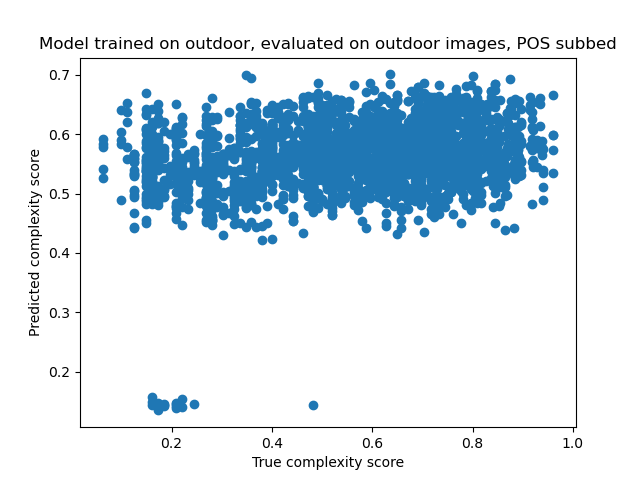 Model trained on outdoor, evaluated on outdoor images, POS subbed
0.7
0.6
0.5
0.4
0.3
0.2
Predicted complexity score
0.2 0.4 0.6 0.8 1.0
True complexity score